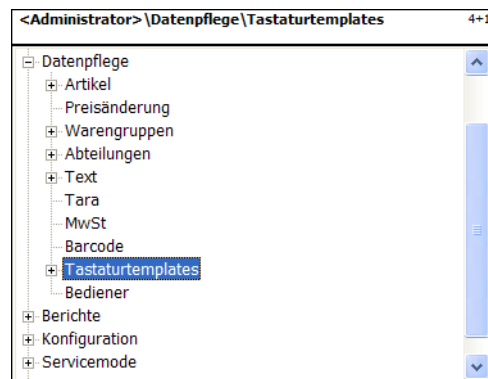 <Administrator>\Datenpflege\Tastaturtemplates 4+1
Datenpflege
Artikel
Preisänderung
Warengruppen
Abteilungen
Text
Tara
MwSt
Barcode
Tastaturtemplates
Bediener
Berichte
Konfiguration
Servicemode